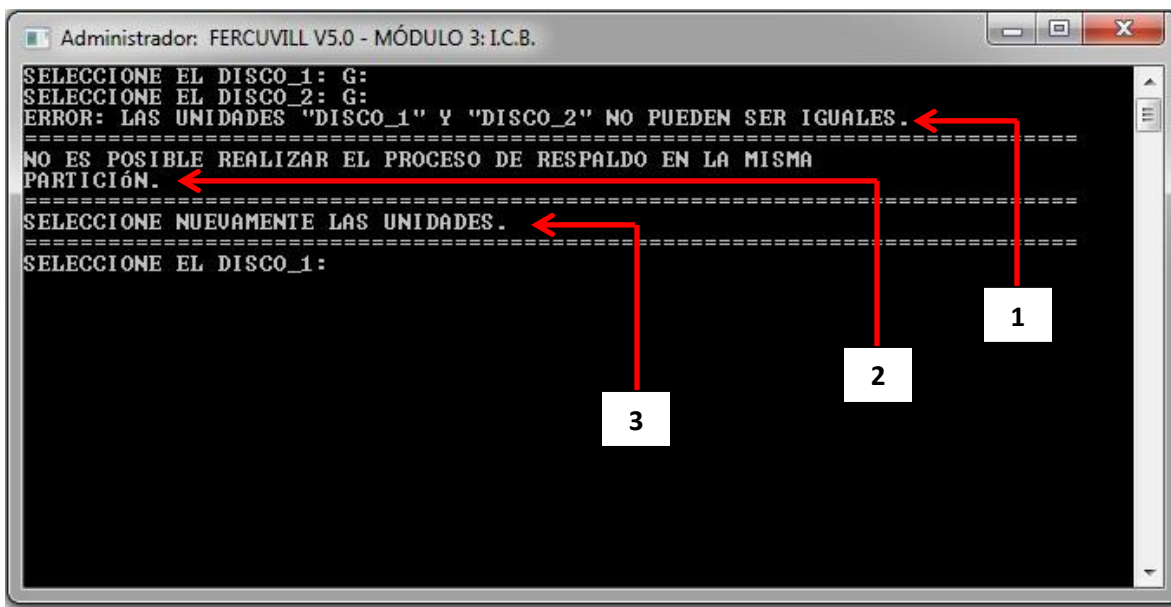 Administrador: FERCUVILL V5.0 - MÓDULO 3: I.C.B.
SELECCIONE EL DISCO_1: G:
SELECCIONE EL DISCO_2: G:
ERROR: LAS UNIDADES "DISCO_1" Y "DISCO_2" NO PUEDEN SER IGUALES.
===========================================================================
NO ES POSIBLE REALIZAR EL PROCESO DE RESPALDO EN LA MISMA
PARTICIóN.
===========================================================================
SELECCIONE NUEVAMENTE LAS UNIDADES.
===========================================================================
SELECCIONE EL DISCO_1:
1
2
3